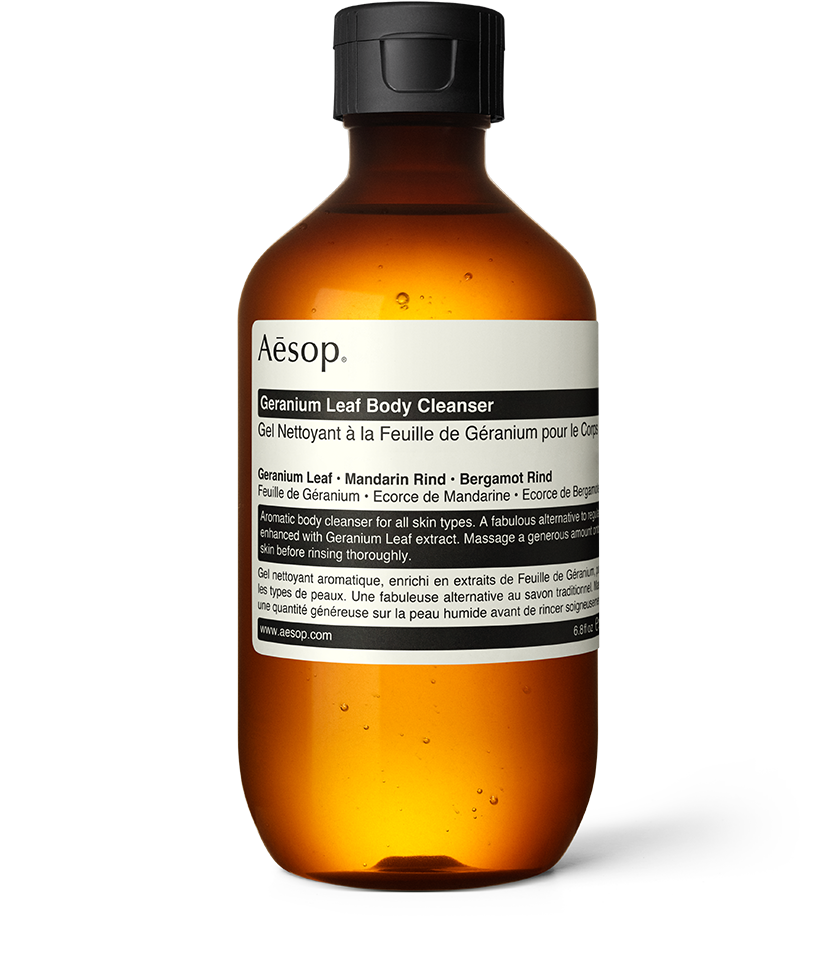 Aēsop®
Geranium Leaf Body Cleanser
Gel Nettoyant à la Feuille de Géranium pour le Corps
Geranium Leaf • Mandarin Rind • Bergamot Rind
Feuille de Géranium • Ecorce de Mandarine • Ecorce de
Aromatic body cleanser for all skin types. A fabulous alternative to
enhanced with Geranium Leaf extract. Massage a generous amount
skin before rinsing thoroughly.
Gel nettoyant aromatique, enrichi en extraits de Feuille de Géranium,
les types de peaux. Une fabuleuse alternative au savon traditionnel.
une quantité généreuse sur la peau humide avant de rincer
www.aesop.com 6.8 fl oz